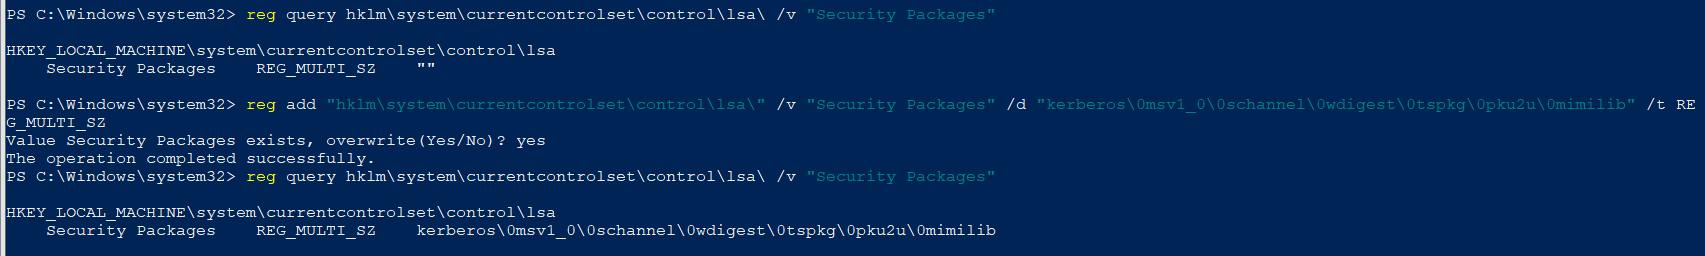 PS C:\Windows\system32> reg query hklm\system\currentcontrolset\control\lsa\ /v "Security Packages"
HKEY_LOCAL_MACHINE\system\currentcontrolset\control\lsa
    Security Packages    REG_MULTI_SZ    ""
PS C:\Windows\system32> reg add "hklm\system\currentcontrolset\control\lsa\" /v "Security Packages" /d "kerberos\0msv1_0\0schannel\0wdigest\0tspkg\0pku2u\0mimilib" /t RE
G_MULTI_SZ
Value Security Packages exists, overwrite(Yes/No)? yes
The operation completed successfully.
PS C:\Windows\system32> reg query hklm\system\currentcontrolset\control\lsa\ /v "Security Packages"
HKEY_LOCAL_MACHINE\system\currentcontrolset\control\lsa
    Security Packages    REG_MULTI_SZ    kerberos\0msv1_0\0schannel\0wdigest\0tspkg\0pku2u\0mimilib